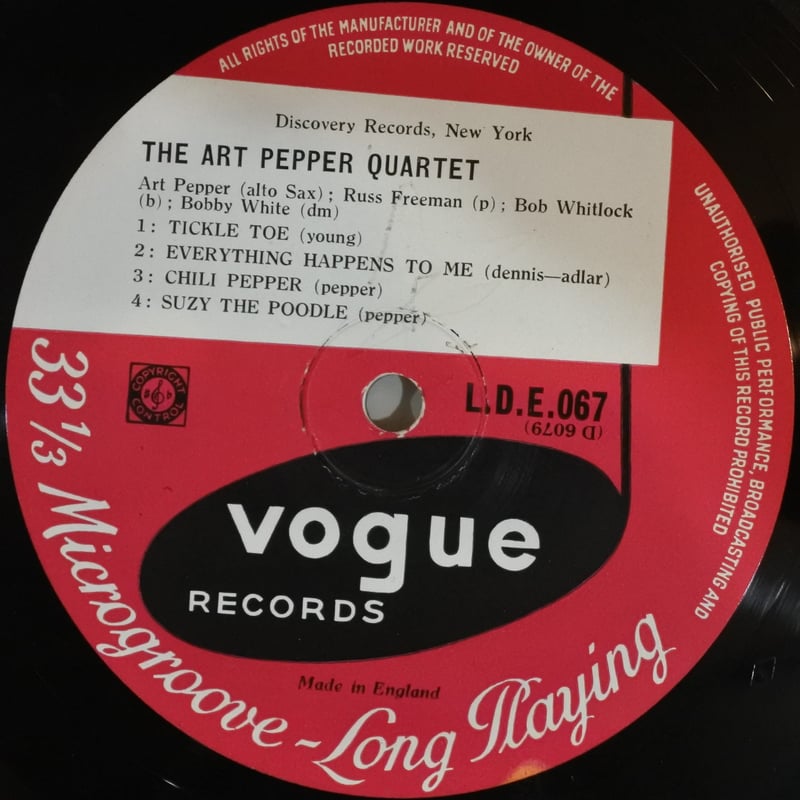 ALL RIGHTS OF THE MANUFACTURER AND OF THE OWNER OF THE
RECORDED WORK RESERVED
Discovery Records, New York
THE ART PEPPER QUARTET
Art Pepper (alto Sax) ; Russ Freeman (p) ; Bob Whitlock
(b) ; Bobby White (dm)
1 : TICKLE TOE (young)
2 : EVERYTHING HAPPENS TO ME (dennis—adlar)
3 : CHILI PEPPER (pepper)
4 : SUZY THE POODLE (pepper)
UNAUTHORISED PUBLIC PERFORMANCE, BROADCASTING AND
COPYING OF THIS RECORD PROHIBITED
COPYRIGHT
CONTROL
L.D.E.067
(D 6079)
vogue
RECORDS
Made in England
33 1/3 Microgroove - Long Playing